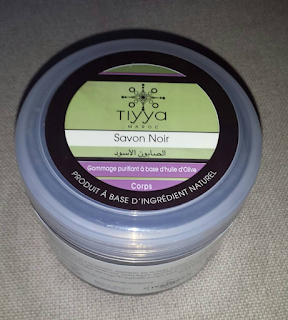 TIYYA
MAROC
Savon Noir
الصابون الأسود
Gommage purifiant à base d'huile d'Olive
Corps
PRODUIT À BASE D'INGRÉDIENT NATUREL